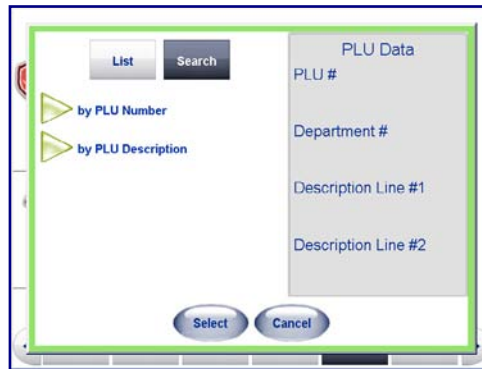 List
Search
by PLU Number
by PLU Description
PLU Data
PLU #
Department #
Description Line #1
Description Line #2
Select
Cancel